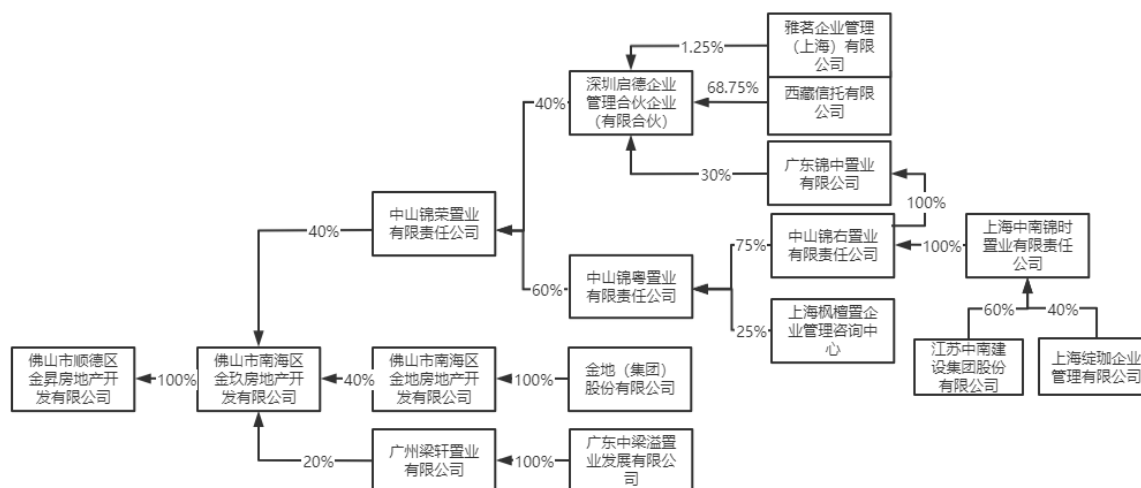 雅茗企业管理
（上海）有限
公司
1.25%
深圳启德企业
管理合伙企业
（有限合伙）
68.75%
西藏信托有限
公司
40%
30%
广东锦中置业
有限公司
100%
中山锦荣置业
有限责任公司
40%
中山锦右置业
有限责任公司
75%
100%
上海中南锦时
置业有限责任
公司
60%
中山锦粤置业
有限责任公司
25%
上海枫檀置企
业管理咨询中
心
60%
40%
江苏中南建
设集团股份
有限公司
上海绽珈企业
管理有限公司
佛山市顺德区
金昇房地产开
发有限公司
100%
佛山市南海区
金玖房地产开
发有限公司
40%
佛山市南海区
金地房地产开
发有限公司
100%
金地（集团）
股份有限公司
20%
广州梁轩置业
有限公司
100%
广东中梁溢置
业发展有限公
司